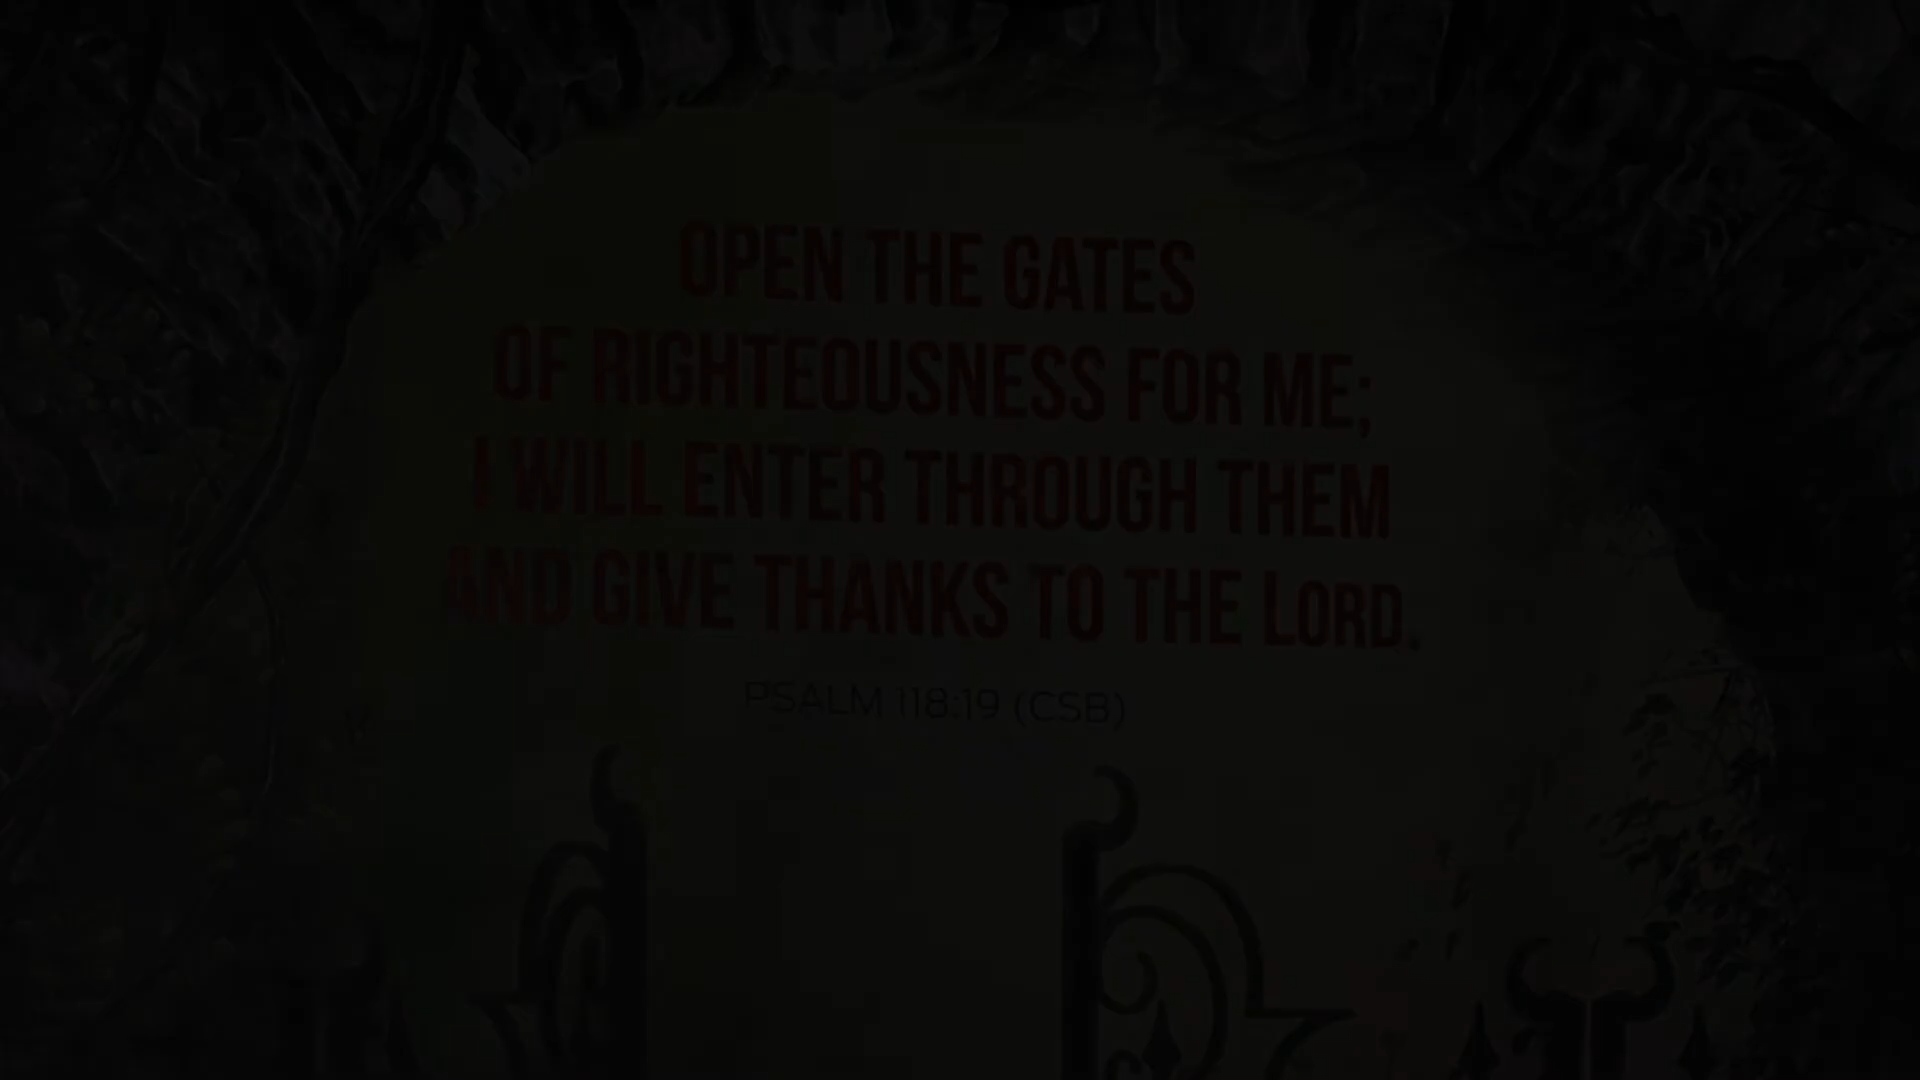 OPEN THE GATES
OF RIGHTEOUSNESS FOR ME;
I WILL ENTER THROUGH THEM
AND GIVE THANKS TO THE LORD.
PSALM 118:19 (CSB)